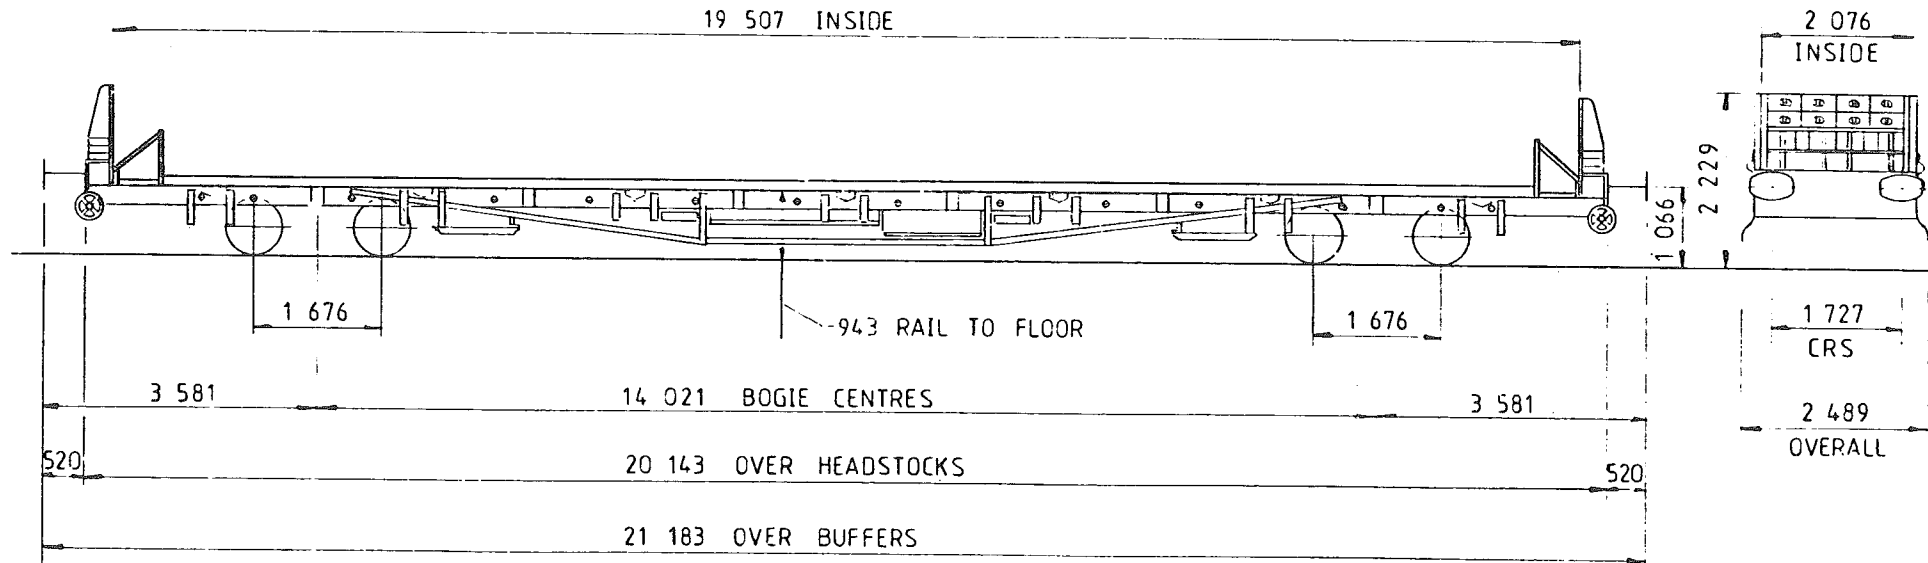 19 507 INSIDE
2 076
INSIDE
2 229
1 066
1 676
943 RAIL TO FLOOR
1 676
1 727
CRS
3 581
14 021 BOGIE CENTRES
3 581
2 489
OVERALL
520
20 143 OVER HEADSTOCKS
520
21 183 OVER BUFFERS